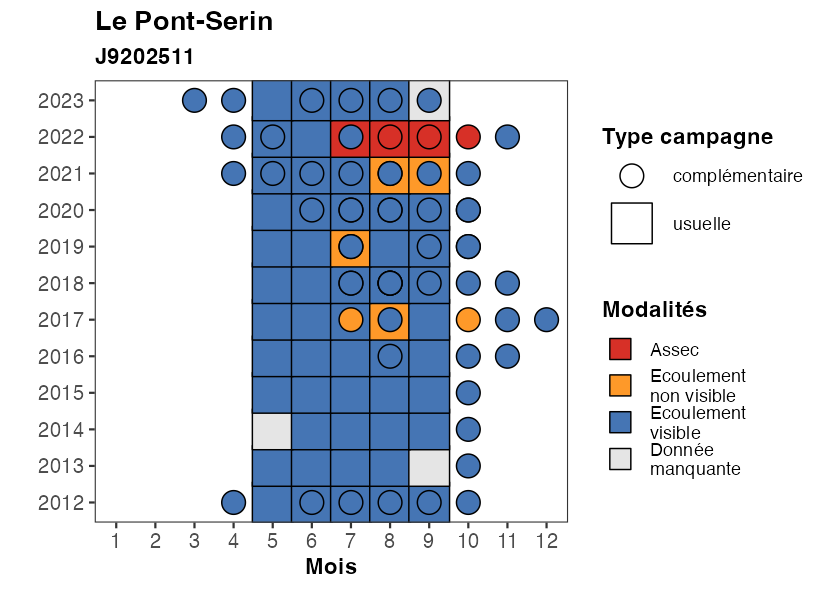 Le Pont-Serin
J9202511
2023
2022
2021
2020
2019
2018
2017
2016
2015
2014
2013
2012
1 2 3 4 5 6 7 8 9 10 11 12
Mois
Type campagne
complémentaire
usuelle
Modalités
Assec
Ecoulement
non visible
Ecoulement
visible
Donnée
manquante